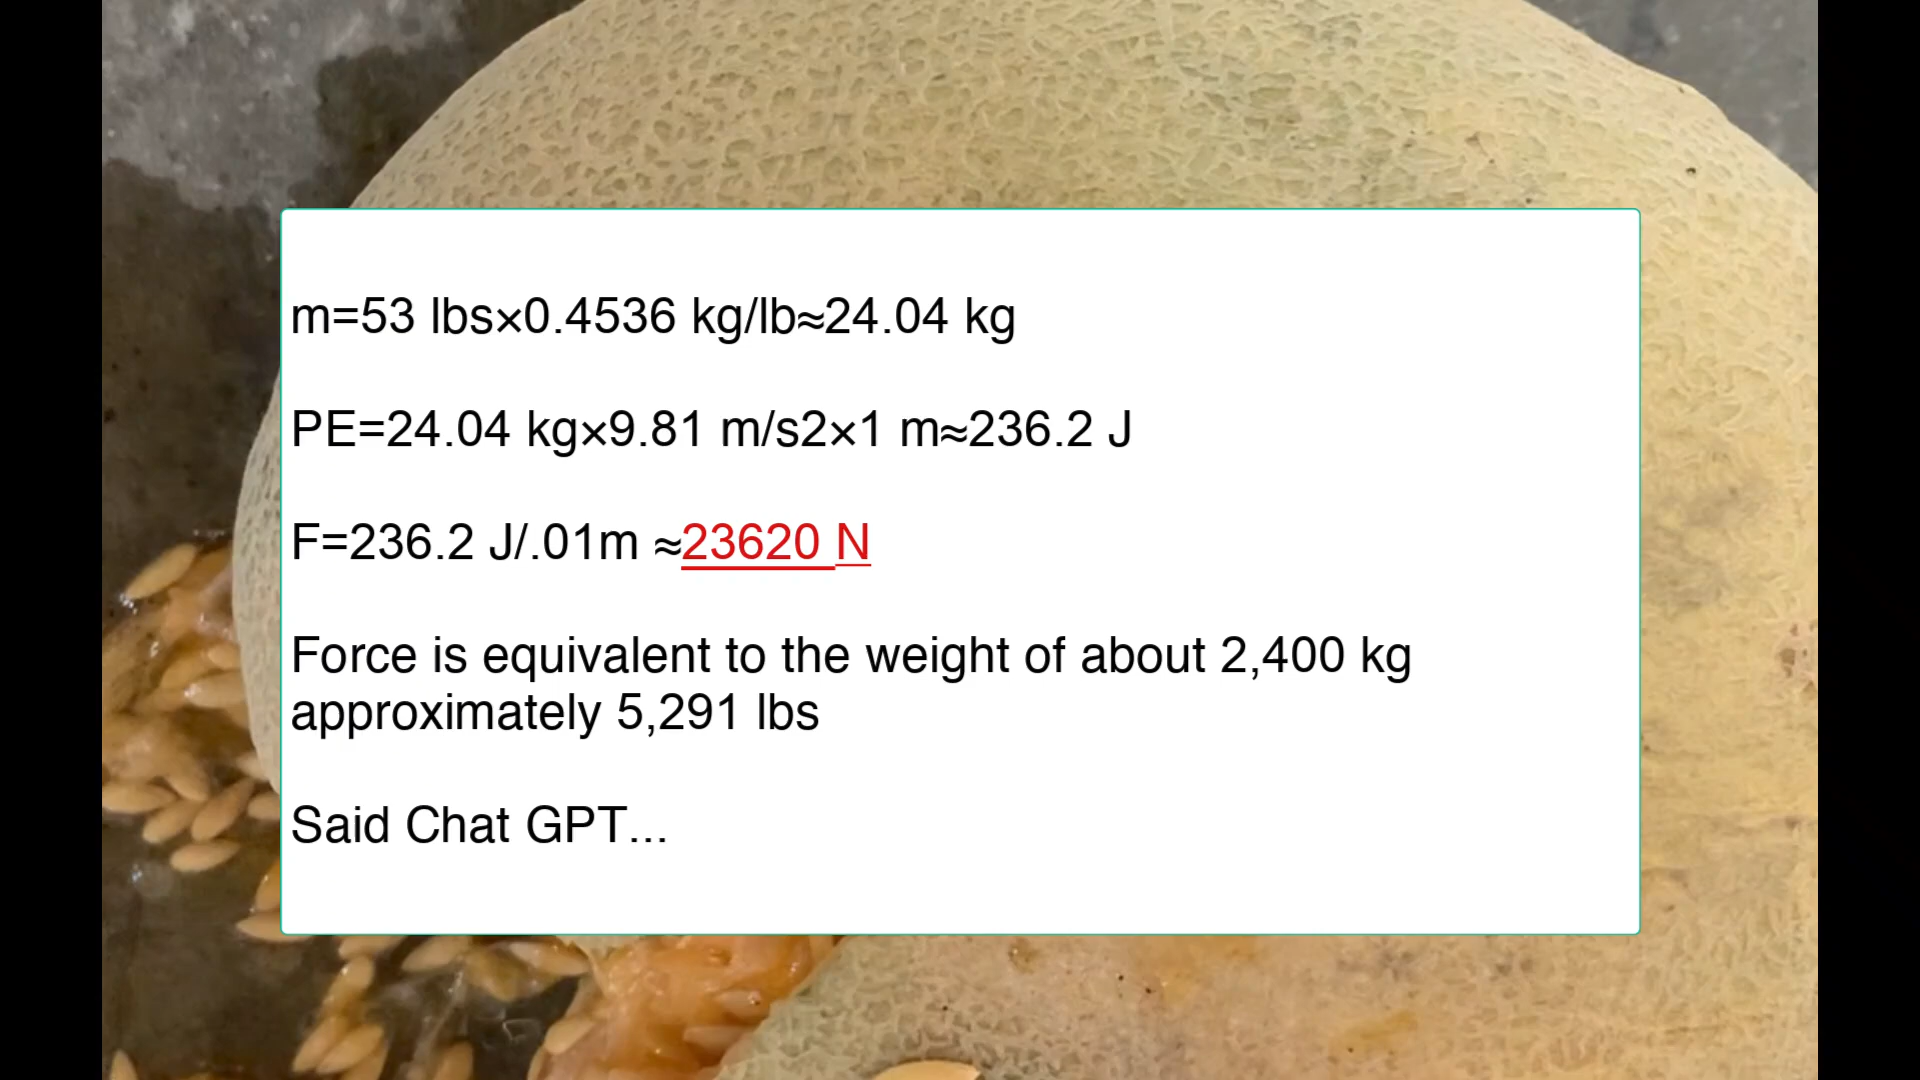 m=53 lbs×0.4536 kg/lb≈24.04 kg
PE=24.04 kg×9.81 m/s2×1 m≈236.2 J
F=236.2 J/.01m ≈23620 N
Force is equivalent to the weight of about 2,400 kg
approximately 5,291 lbs
Said Chat GPT...